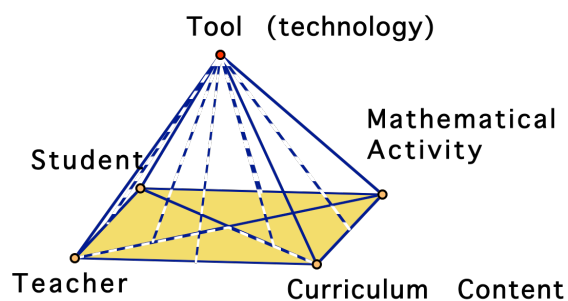 Tool (technology)
Mathematical
Activity
Student
Teacher
Curriculum Content